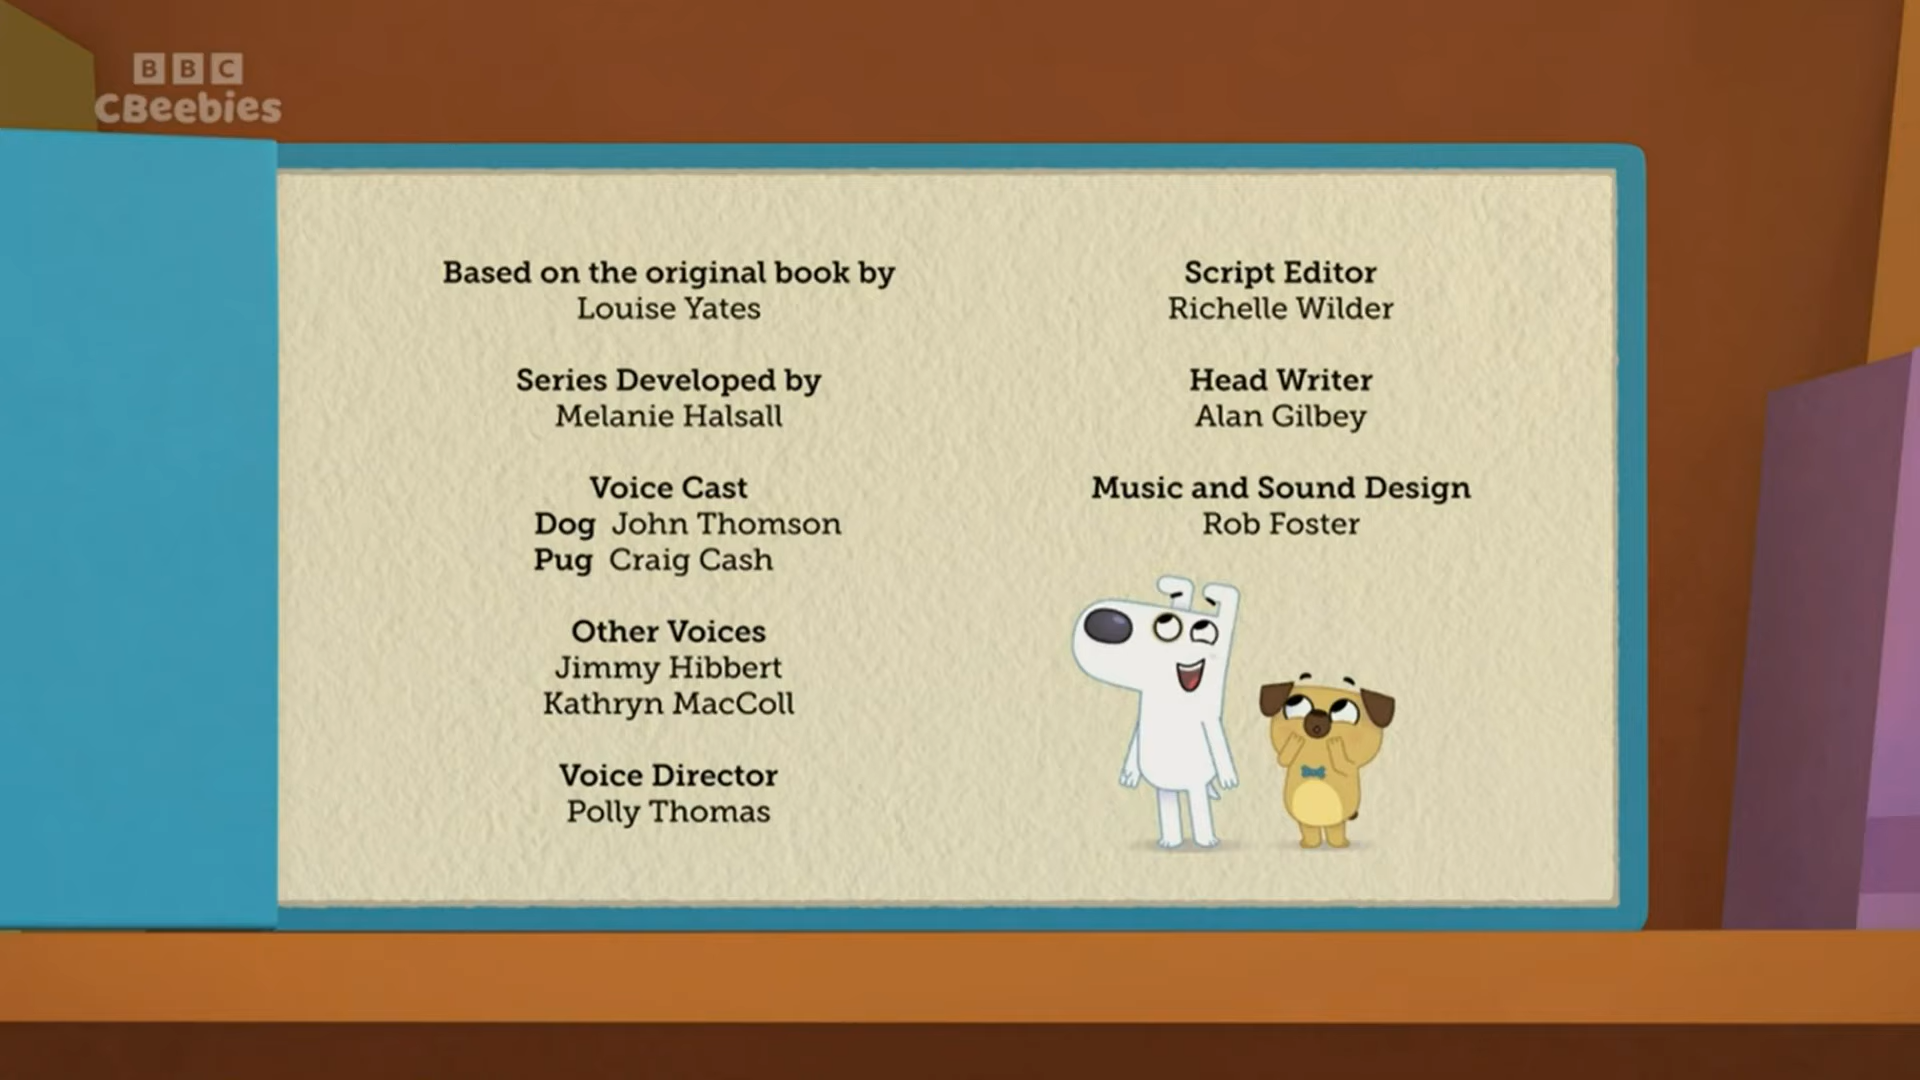 BBC
CBeebies
Based on the original book by
Louise Yates
Series Developed by
Melanie Halsall
Voice Cast
Dog John Thomson
Pug Craig Cash
Other Voices
Jimmy Hibbert
Kathryn MacColl
Voice Director
Polly Thomas
Script Editor
Richelle Wilder
Head Writer
Alan Gilbey
Music and Sound Design
Rob Foster